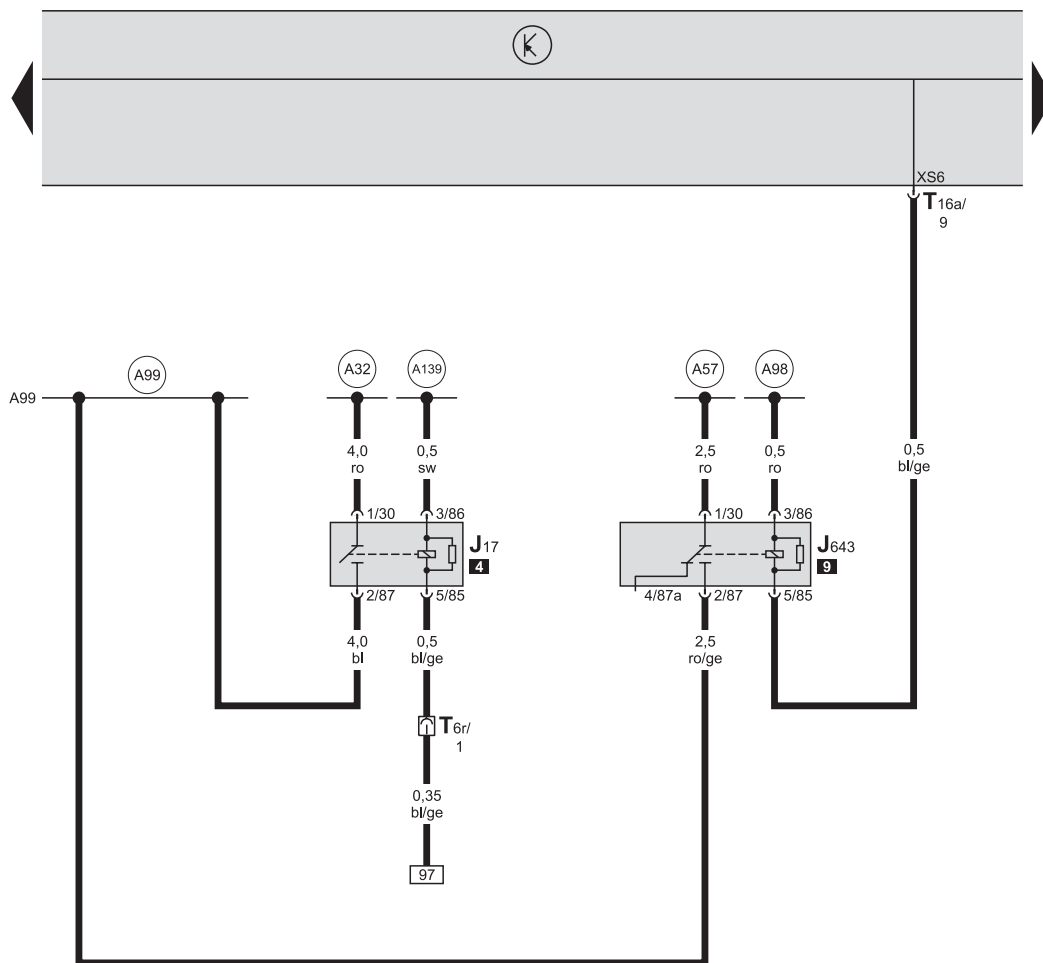 XS6
T16a/
9
A99
A99
A32
A139
A57
A98
4,0
ro
0,5
sw
2,5
ro
0,5
ro
0,5
bl/ge
1/30
3/86
1/30
3/86
J17
4
J643
9
2/87
5/85
4/87a
2/87
5/85
4,0
bl
0,5
bl/ge
2,5
ro/ge
T6r/
1
0,35
bl/ge
97